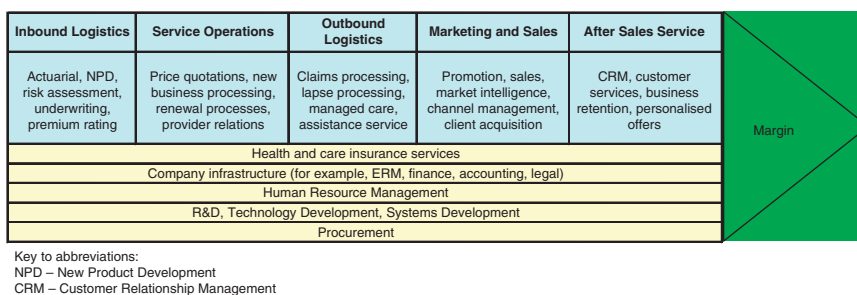 Inbound Logistics
Service Operations
Outbound
Logistics
Marketing and Sales
After Sales Service
Actuarial, NPD,
risk assessment,
underwriting,
premium rating
Price quotations, new
business processing,
renewal processes,
provider relations
Claims processing,
lapse processing,
managed care,
assistance service
Promotion, sales,
market intelligence,
channel management,
client acquisition
CRM, customer
services, business
retention, personalised
offers
Margin
Health and care insurance services
Company infrastructure (for example, ERM, finance, accounting, legal)
Human Resource Management
R&D, Technology Development, Systems Development
Procurement
Key to abbreviations:
NPD – New Product Development
CRM – Customer Relationship Management